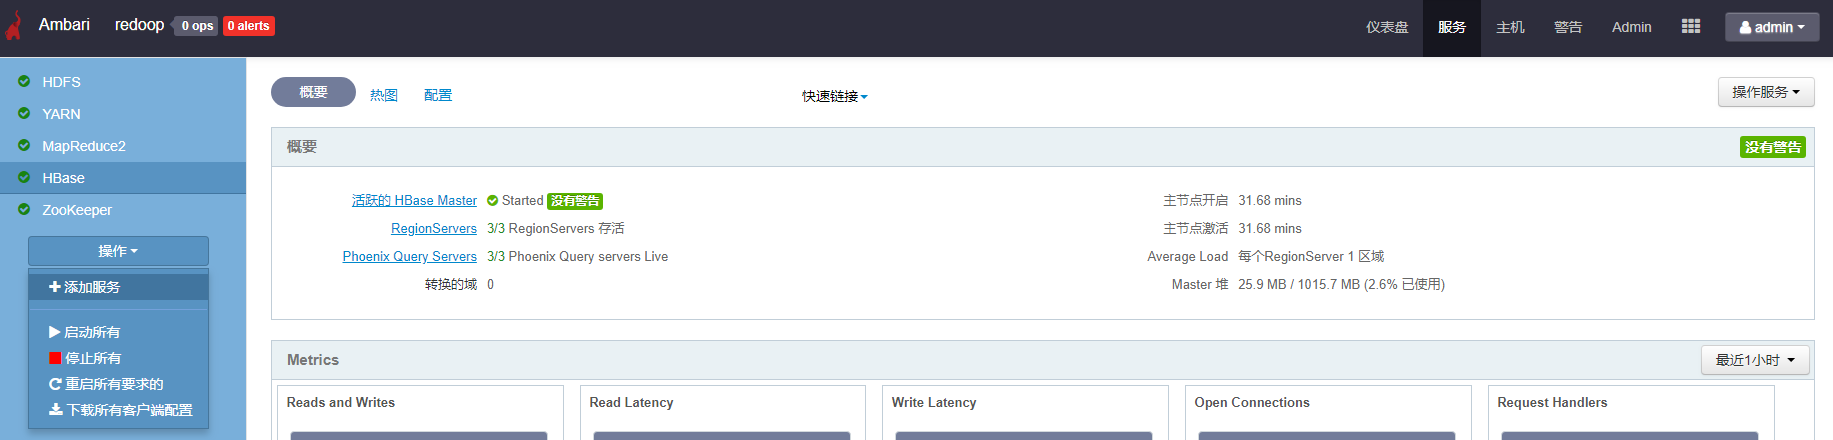 Ambari redoop 0 ops 0 alerts 仪表盘 服务 主机 警告 Admin admin
HDFS
YARN
MapReduce2
HBase
ZooKeeper
操作
添加服务
启动所有
停止所有
重启所有要求的
下载所有客户端配置
概要 热图 配置 快速链接 操作服务
概要 没有警告
活跃的 HBase Master Started 没有警告
RegionServers 3/3 RegionServers 存活
Phoenix Query Servers 3/3 Phoenix Query servers Live
转换的域 0
主节点开启 31.68 mins
主节点激活 31.68 mins
Average Load 每个RegionServer 1 区域
Master 堆 25.9 MB / 1015.7 MB (2.6% 已使用)
Metrics 最近1小时
Reads and Writes Read Latency Write Latency Open Connections Request Handlers